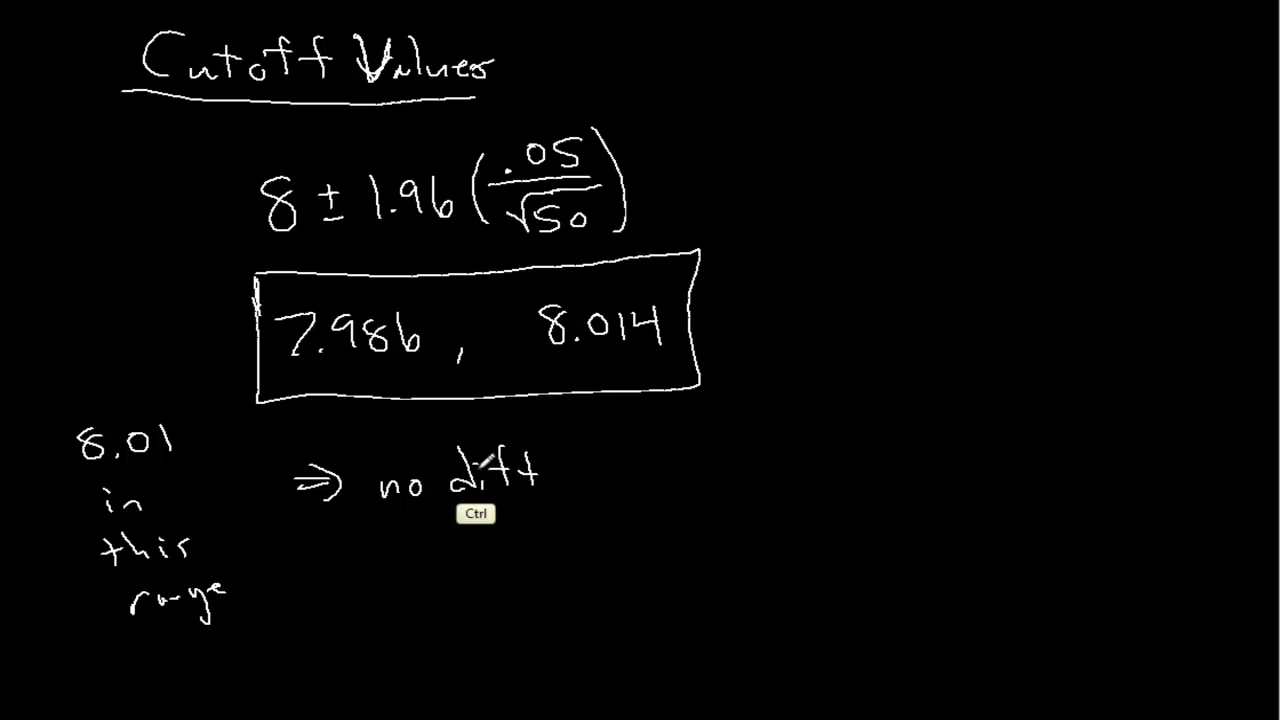 Cutoff Values
8 ± 1.96 (.05/√50)
7.986, 8.014
8.01
in
this
range
⇒ no diff
Ctrl